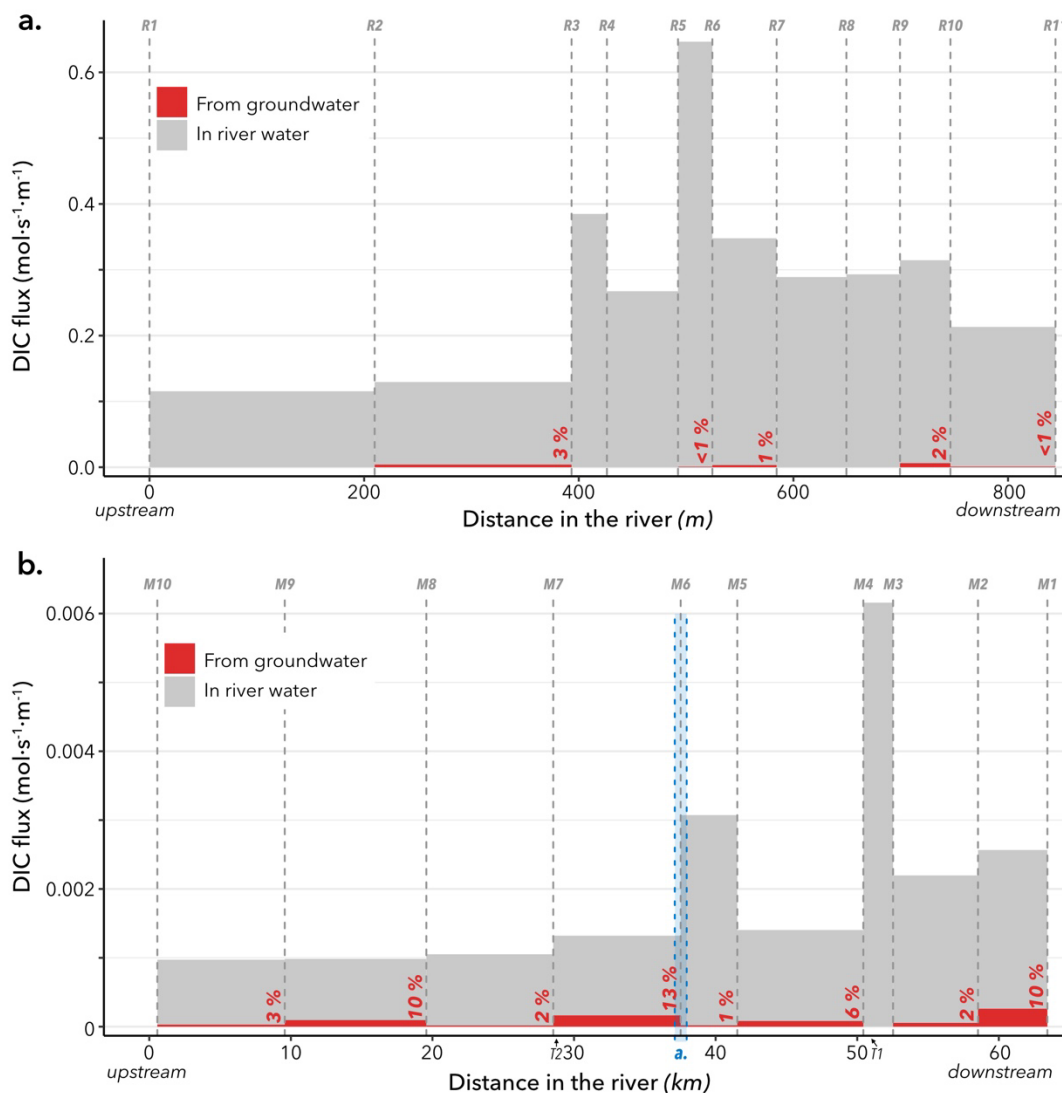 a.
R1 R2 R3 R4 R5 R6 R7 R8 R9 R10 R1
0.6
0.4
0.2
0.0
DIC flux (mol·s⁻¹·m⁻¹)
From groundwater
In river water
3 % <1 % 1 % 2 % <1 %
0 200 400 600 800
upstream Distance in the river (m) downstream
b.
M10 M9 M8 M7 M6 M5 M4 M3 M2 M1
0.006
0.004
0.002
0
DIC flux (mol·s⁻¹·m⁻¹)
From groundwater
In river water
3 % 10 % 2 % 13 % 1 % 6 % 2 % 10 %
0 10 20 T2 30 a. 40 50 T1 60
upstream Distance in the river (km) downstream